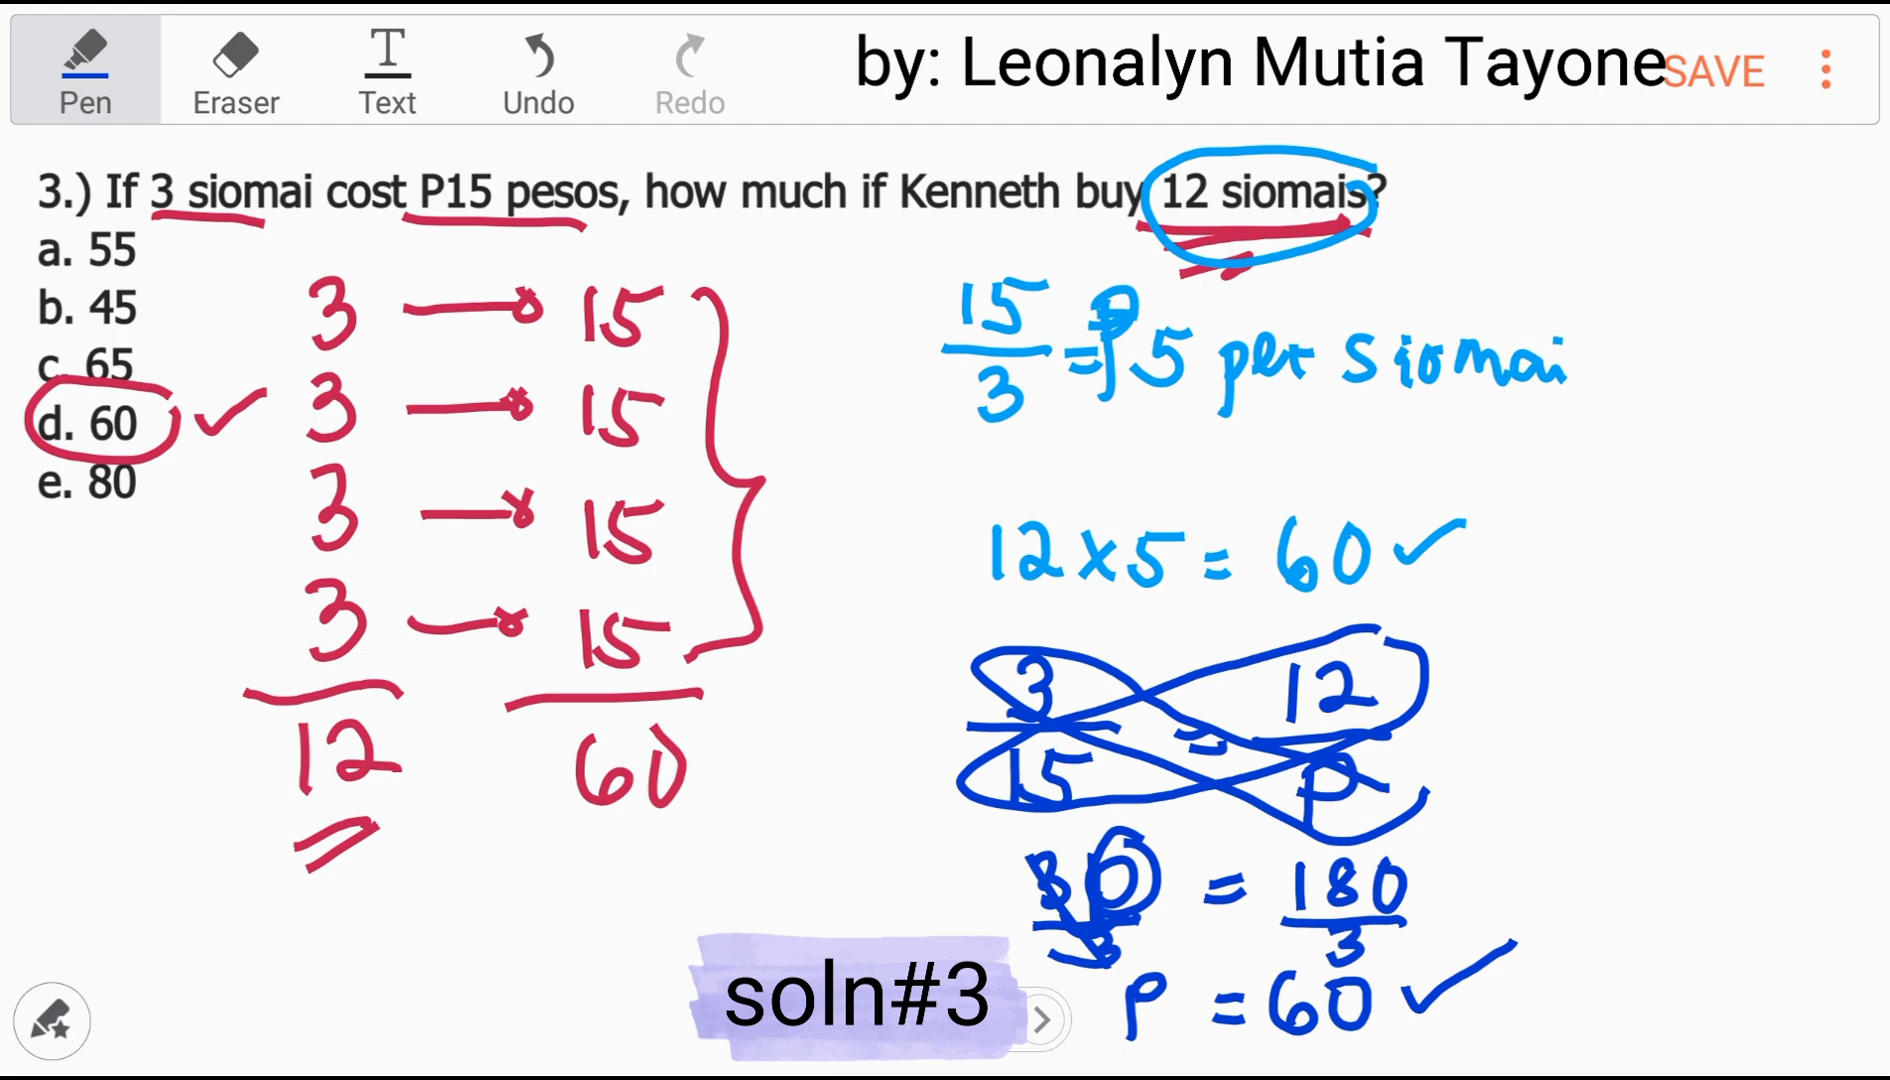 Pen Eraser Text Undo Redo by: Leonalyn Mutia Tayone SAVE
3.) If 3 siomai cost P15 pesos, how much if Kenneth buy 12 siomais?
a. 55
b. 45
c. 65
d. 60 ✓
e. 80
3 → 15
3 → 15
3 → 15
3 → 15
12 60
15/3 = P5 per siomai
12 x 5 = 60 ✓
3/15 = 12/P
3P/3 = 180/3
P = 60 ✓
soln#3